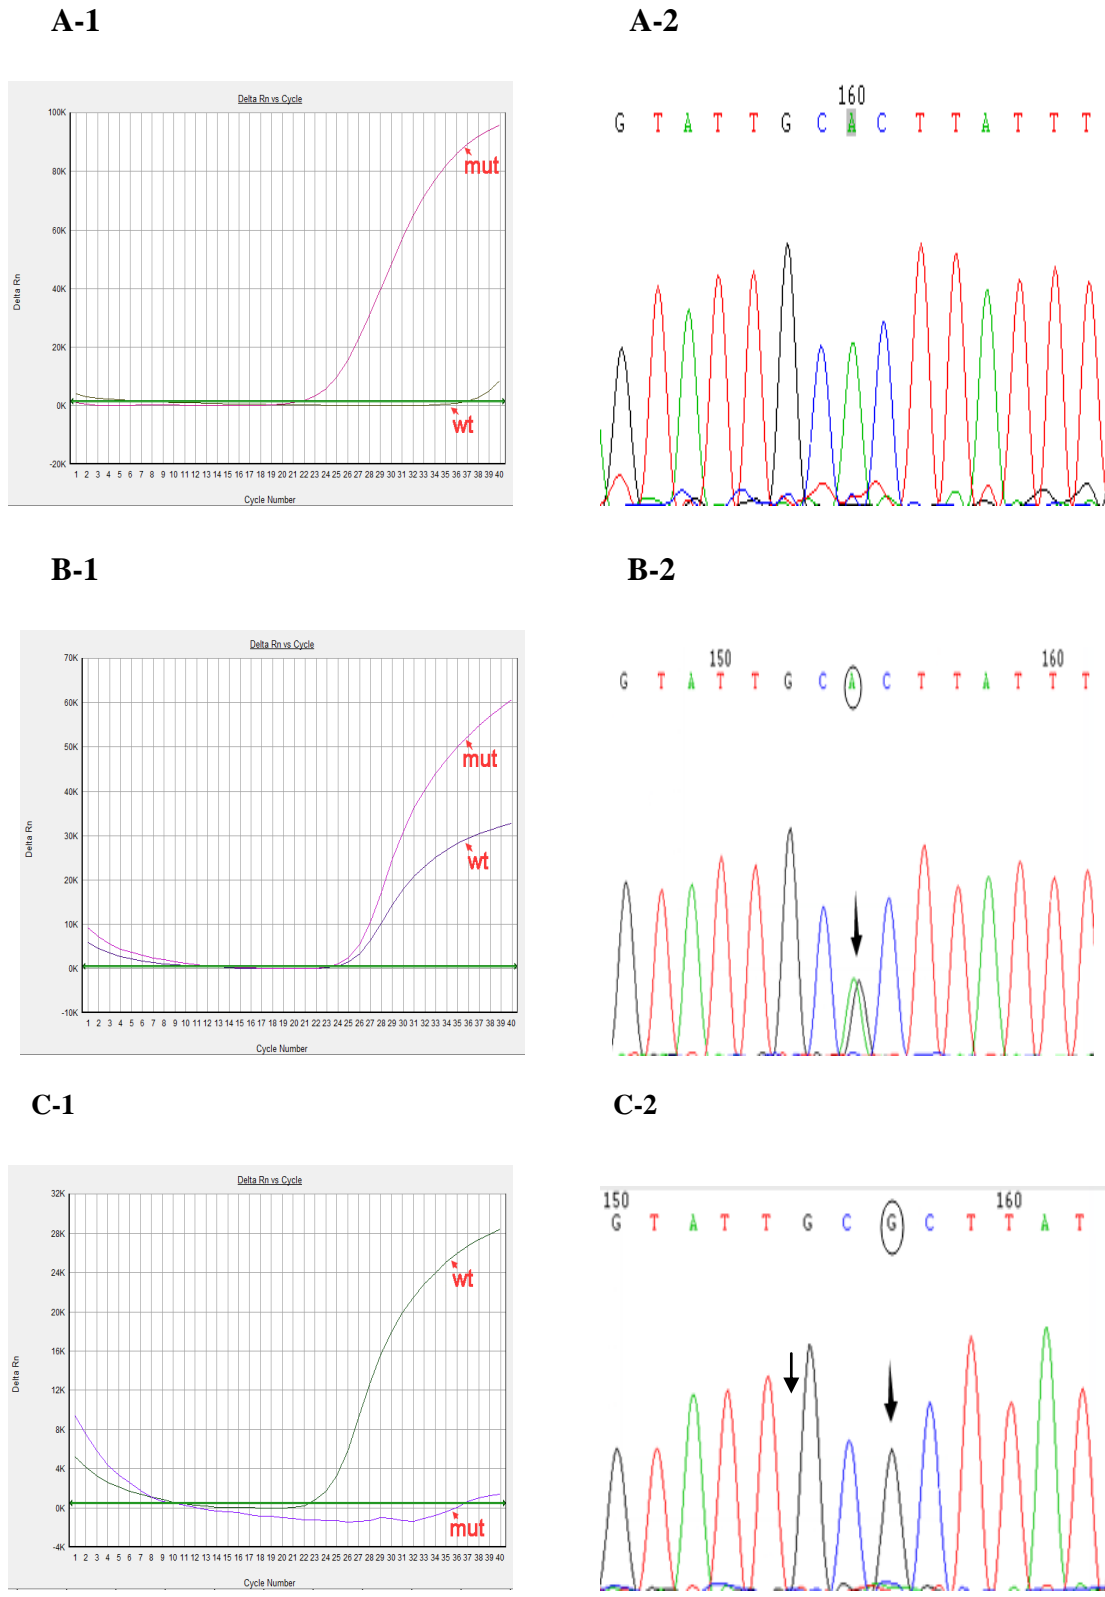 A-1
A-2
Delta Rn vs Cycle
100K
80K
60K
40K
20K
0K
-20K
mut
wt
Delta Rn
1 2 3 4 5 6 7 8 9 10 11 12 13 14 15 16 17 18 19 20 21 22 23 24 25 26 27 28 29 30 31 32 33 34 35 36 37 38 39 40
Cycle Number
160
G T A T T G C A C T T A T T T
B-1
B-2
Delta Rn vs Cycle
70K
60K
50K
40K
30K
20K
10K
0K
-10K
mut
wt
Delta Rn
1 2 3 4 5 6 7 8 9 10 11 12 13 14 15 16 17 18 19 20 21 22 23 24 25 26 27 28 29 30 31 32 33 34 35 36 37 38 39 40
Cycle Number
150 160
G T A T T G C A C T T A T T T
C-1
C-2
Delta Rn vs Cycle
32K
28K
24K
20K
16K
12K
8K
4K
0K
-4K
wt
mut
Delta Rn
1 2 3 4 5 6 7 8 9 10 11 12 13 14 15 16 17 18 19 20 21 22 23 24 25 26 27 28 29 30 31 32 33 34 35 36 37 38 39 40
Cycle Number
150 160
G T A T T G C G C T T A T